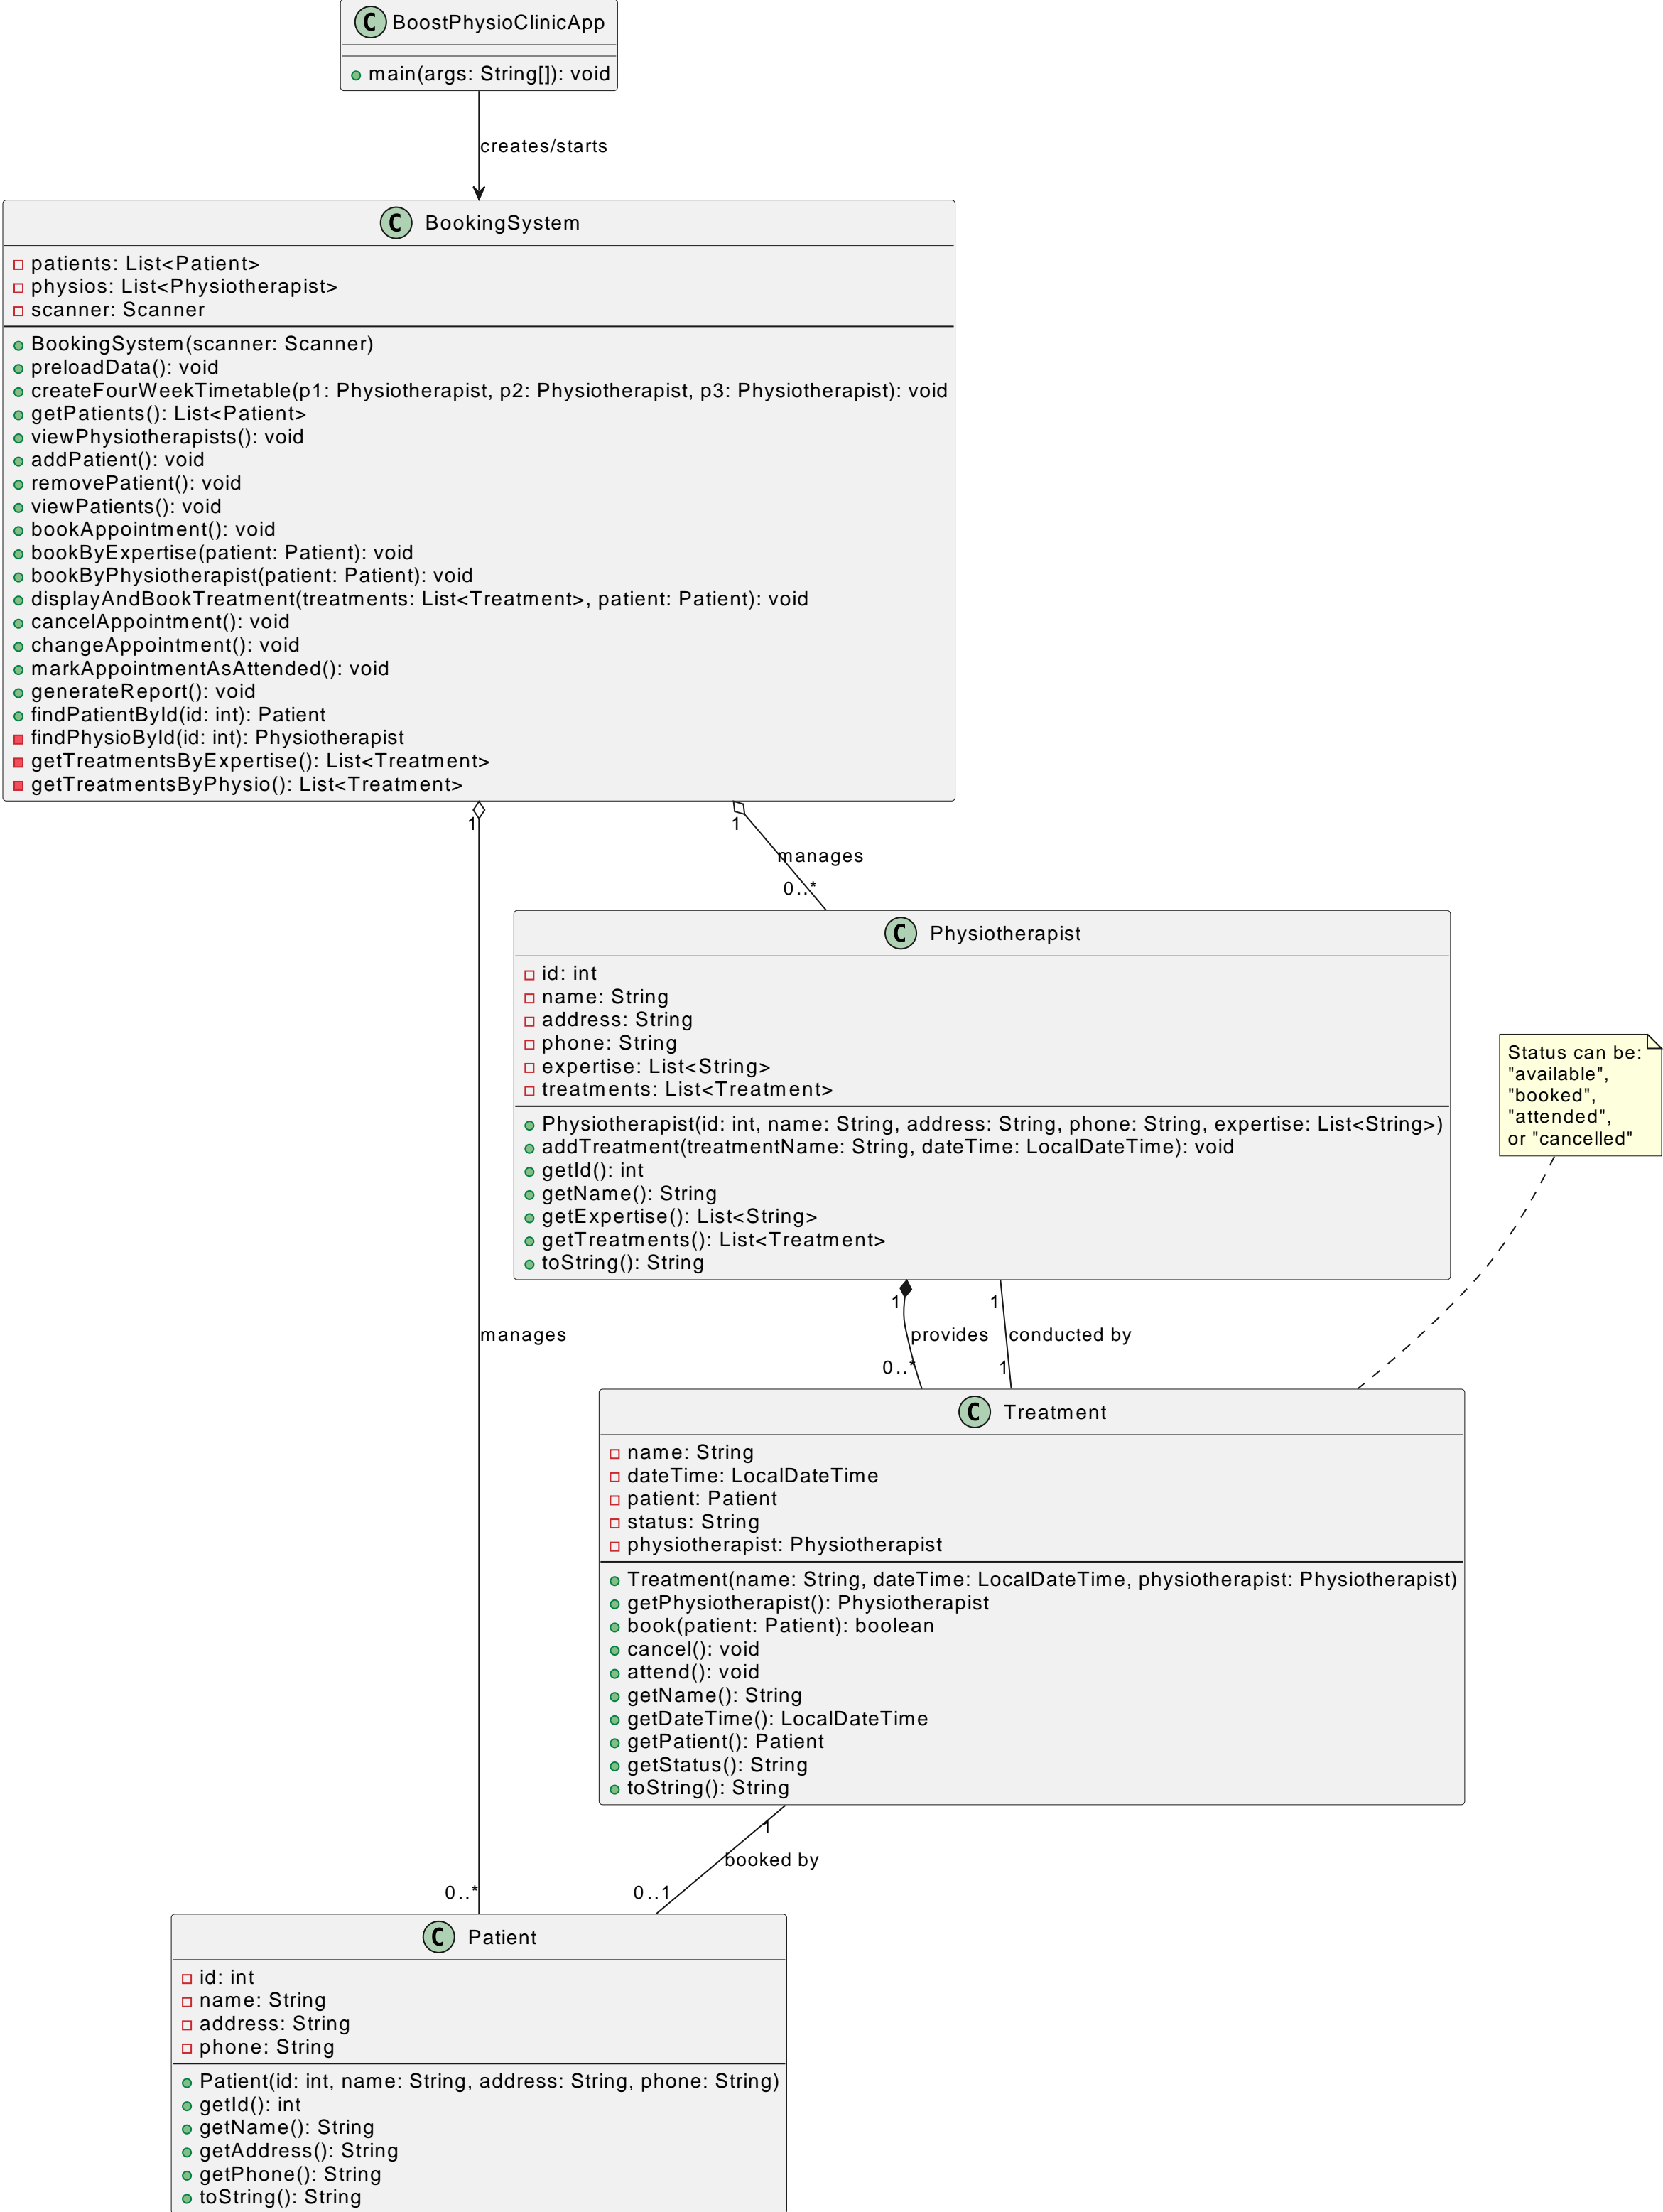 C BoostPhysioClinicApp
main(args: String[]): void
creates/starts
C BookingSystem
patients: List<Patient>
physios: List<Physiotherapist>
scanner: Scanner
BookingSystem(scanner: Scanner)
preloadData(): void
createFourWeekTimetable(p1: Physiotherapist, p2: Physiotherapist, p3: Physiotherapist): void
getPatients(): List<Patient>
viewPhysiotherapists(): void
addPatient(): void
removePatient(): void
viewPatients(): void
bookAppointment(): void
bookByExpertise(patient: Patient): void
bookByPhysiotherapist(patient: Patient): void
displayAndBookTreatment(treatments: List<Treatment>, patient: Patient): void
cancelAppointment(): void
changeAppointment(): void
markAppointmentAsAttended(): void
generateReport(): void
findPatientById(id: int): Patient
findPhysioById(id: int): Physiotherapist
getTreatmentsByExpertise(): List<Treatment>
getTreatmentsByPhysio(): List<Treatment>
1
1
manages
0..*
C Physiotherapist
id: int
name: String
address: String
phone: String
expertise: List<String>
treatments: List<Treatment>
Physiotherapist(id: int, name: String, address: String, phone: String, expertise: List<String>)
addTreatment(treatmentName: String, dateTime: LocalDateTime): void
getId(): int
getName(): String
getExpertise(): List<String>
getTreatments(): List<Treatment>
toString(): String
Status can be:
"available",
"booked",
"attended",
or "cancelled"
1
1
manages
provides
conducted by
0..*
1
C Treatment
name: String
dateTime: LocalDateTime
patient: Patient
status: String
physiotherapist: Physiotherapist
Treatment(name: String, dateTime: LocalDateTime, physiotherapist: Physiotherapist)
getPhysiotherapist(): Physiotherapist
book(patient: Patient): boolean
cancel(): void
attend(): void
getName(): String
getDateTime(): LocalDateTime
getPatient(): Patient
getStatus(): String
toString(): String
1
booked by
0..*
0..1
C Patient
id: int
name: String
address: String
phone: String
Patient(id: int, name: String, address: String, phone: String)
getId(): int
getName(): String
getAddress(): String
getPhone(): String
toString(): String